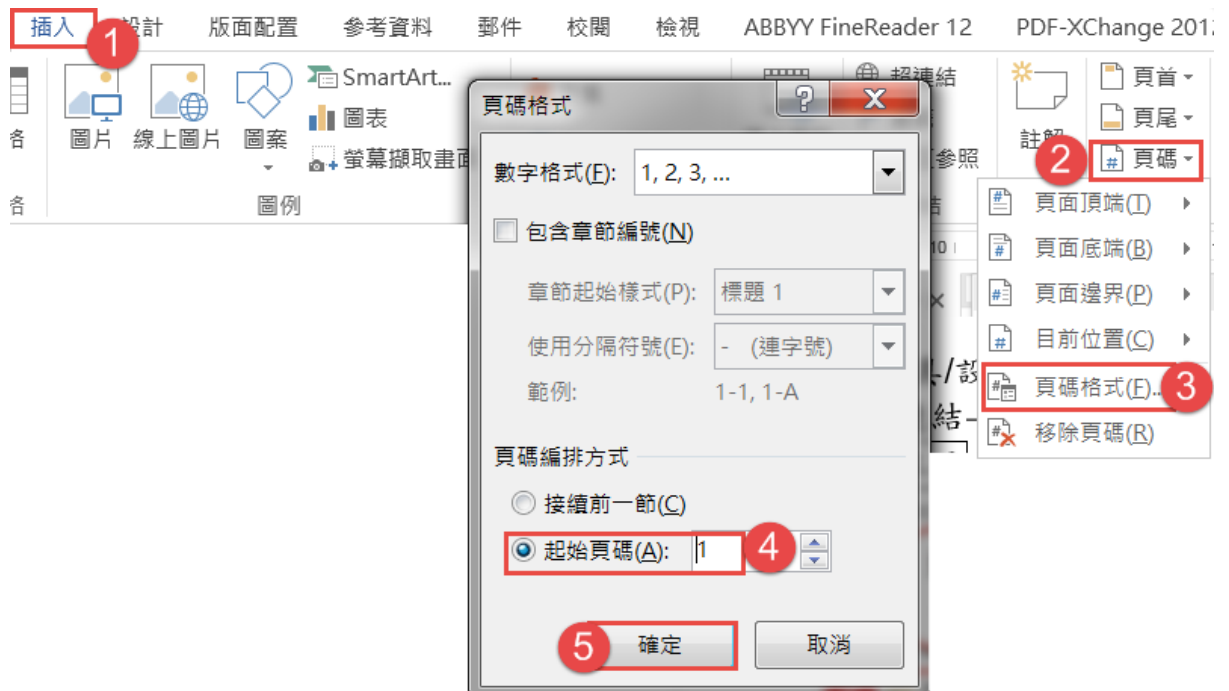 插入 設計 版面配置 參考資料 郵件 校閱 檢視 ABBYY FineReader 12 PDF-XChange 201
1
SmartArt...
圖表
螢幕擷取畫面
圖片 線上圖片 圖案
圖例
格
各
超連結
參照
結
註解
頁首
頁尾
2
頁碼
頁面頂端(T)
頁面底端(B)
頁面邊界(P)
目前位置(C)
頁碼格式(F)...
3
移除頁碼(R)
10
結-
頁碼格式
數字格式(F): 1, 2, 3, ...
包含章節編號(N)
章節起始樣式(P): 標題 1
使用分隔符號(E): - (連字號)
範例: 1-1, 1-A
頁碼編排方式
接續前一節(C)
起始頁碼(A): 1
4
5
確定 取消